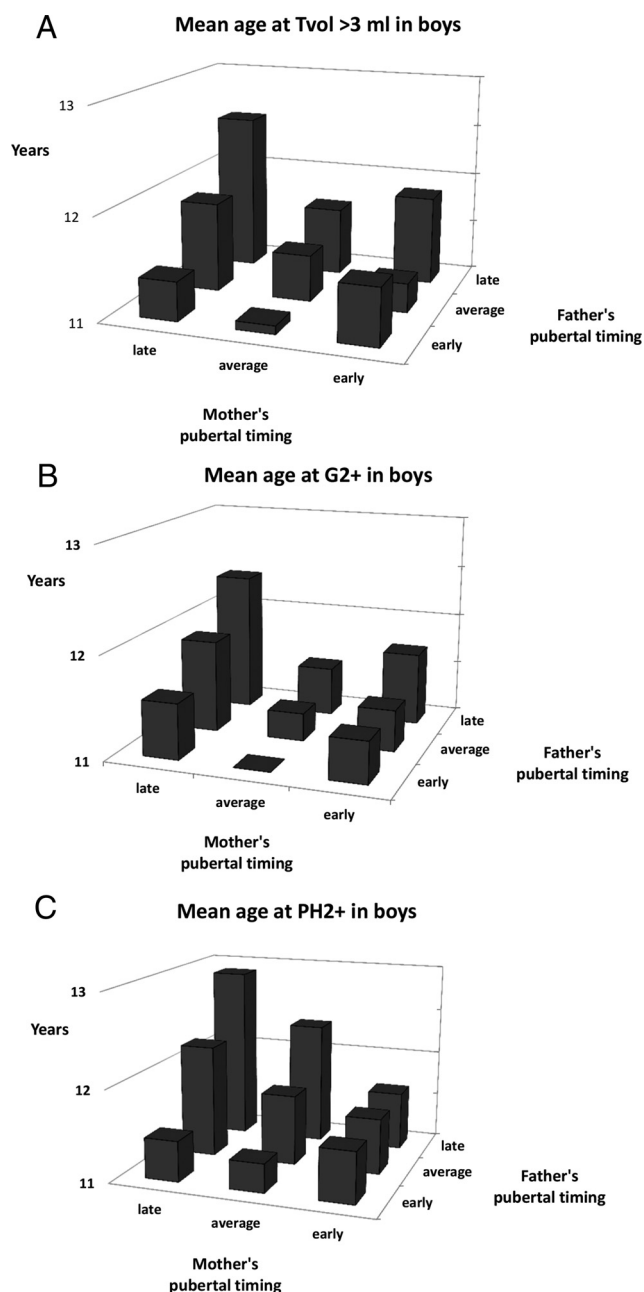 A
Mean age at Tvol >3 ml in boys
13
Years
12
11
late
average
early
late
average
early
Father's
pubertal timing
Mother's
pubertal timing
B
Mean age at G2+ in boys
13
Years
12
11
late
average
early
late
average
early
Father's
pubertal timing
Mother's
pubertal timing
C
Mean age at PH2+ in boys
13
Years
12
11
late
average
early
late
average
early
Father's
pubertal timing
Mother's
pubertal timing